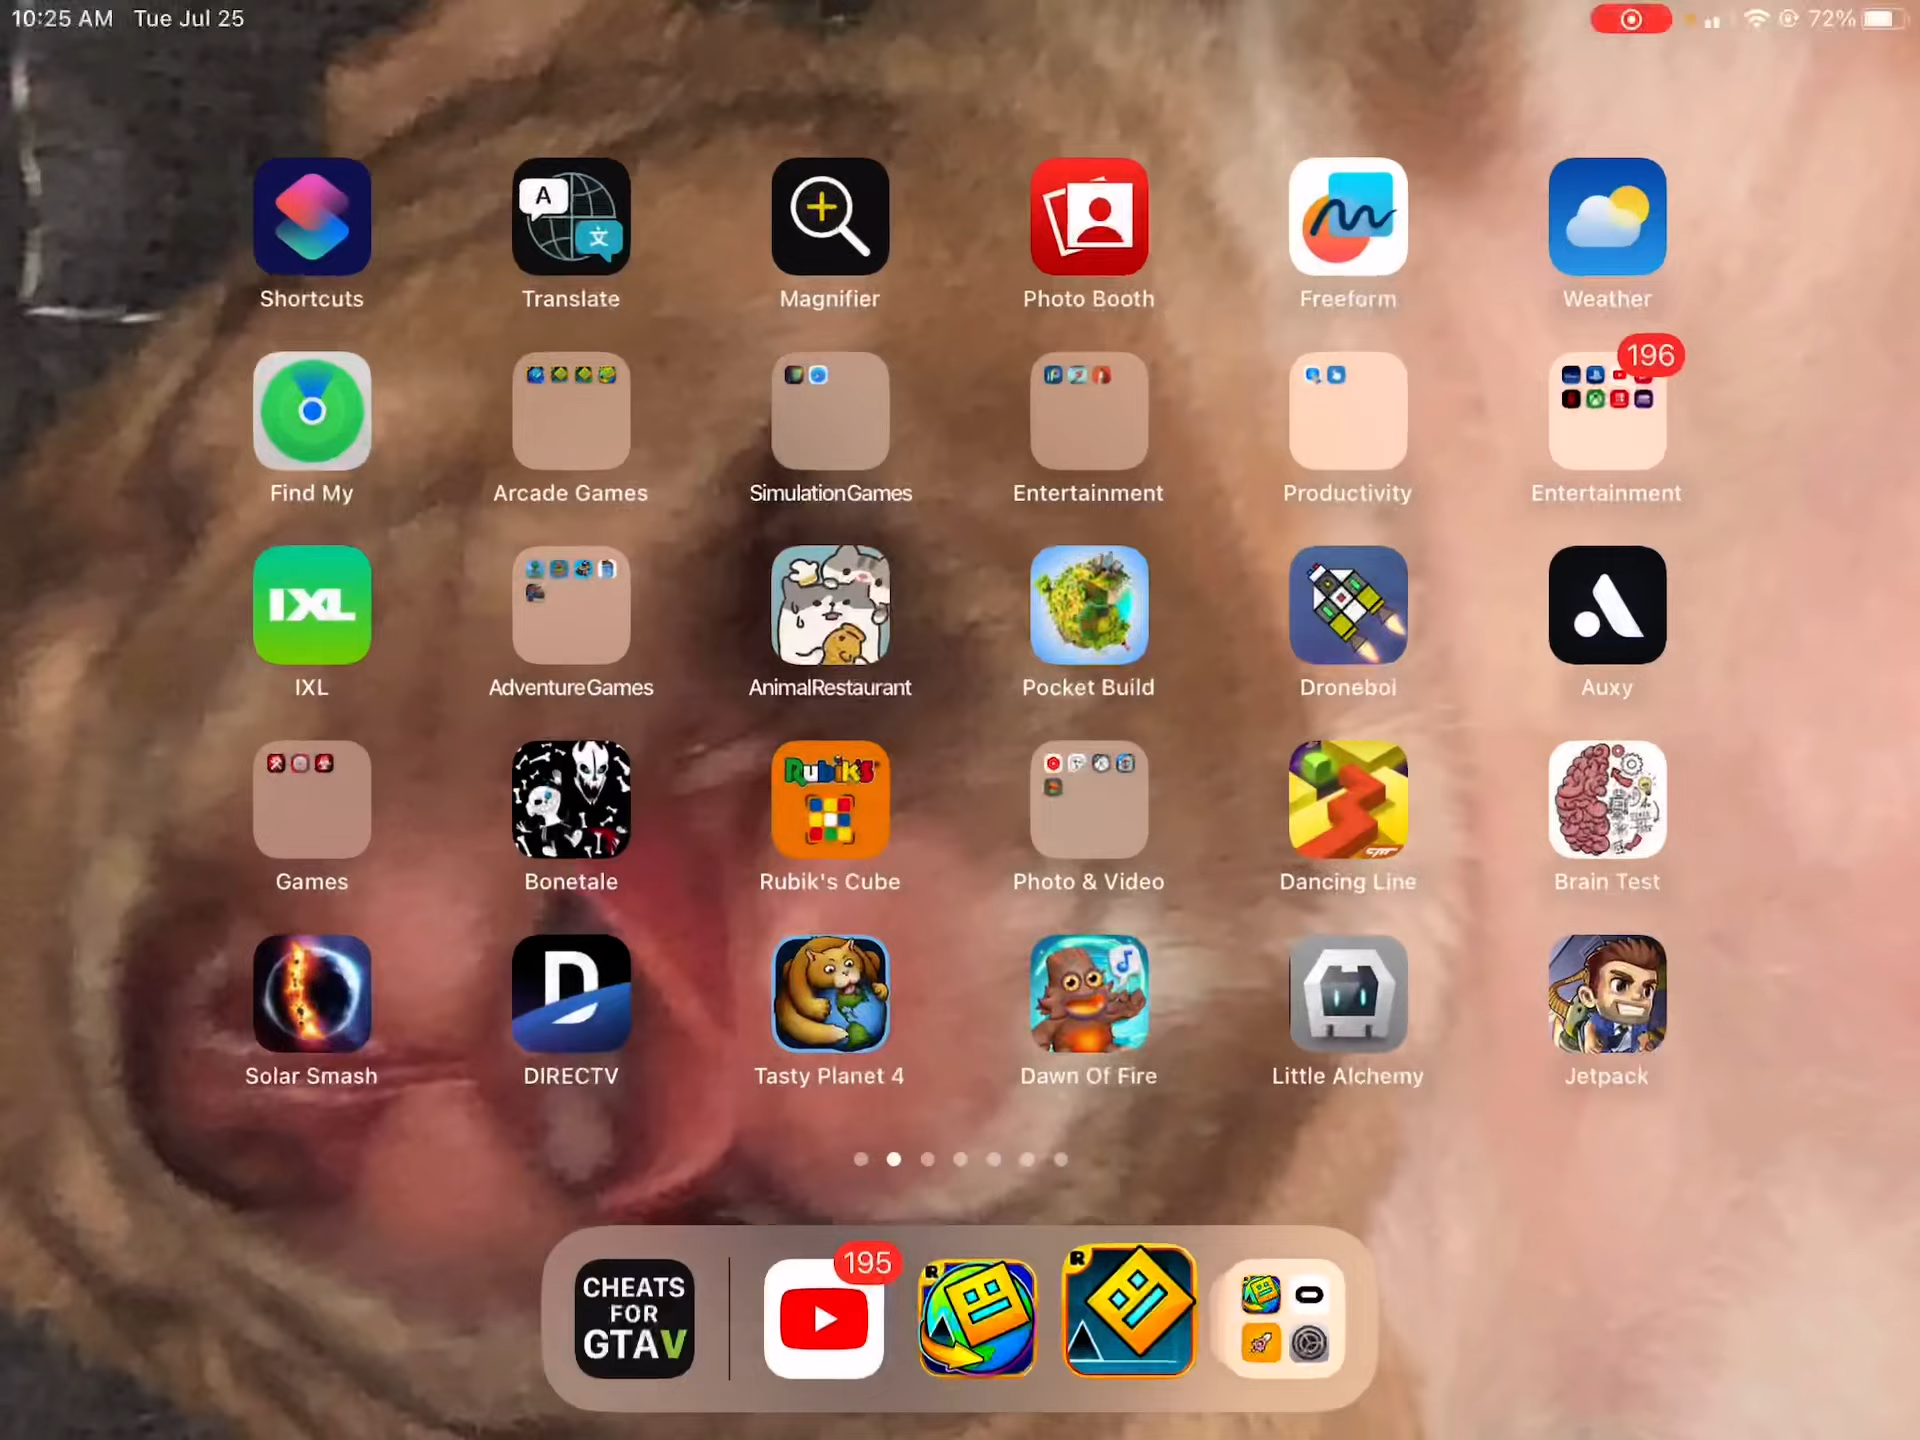 10:25 AM Tue Jul 25
72%
A
文
Shortcuts
Translate
Magnifier
Photo Booth
Freeform
Weather
196
Find My
Arcade Games
SimulationGames
Entertainment
Productivity
Entertainment
IXL
IXL
AdventureGames
AnimalRestaurant
Pocket Build
Droneboi
Auxy
Rubik's
Games
Bonetale
Rubik's Cube
Photo & Video
Dancing Line
Brain Test
D
Solar Smash
DIRECTV
Tasty Planet 4
Dawn Of Fire
Little Alchemy
Jetpack
CHEATS
FOR
GTAV
195
R
R